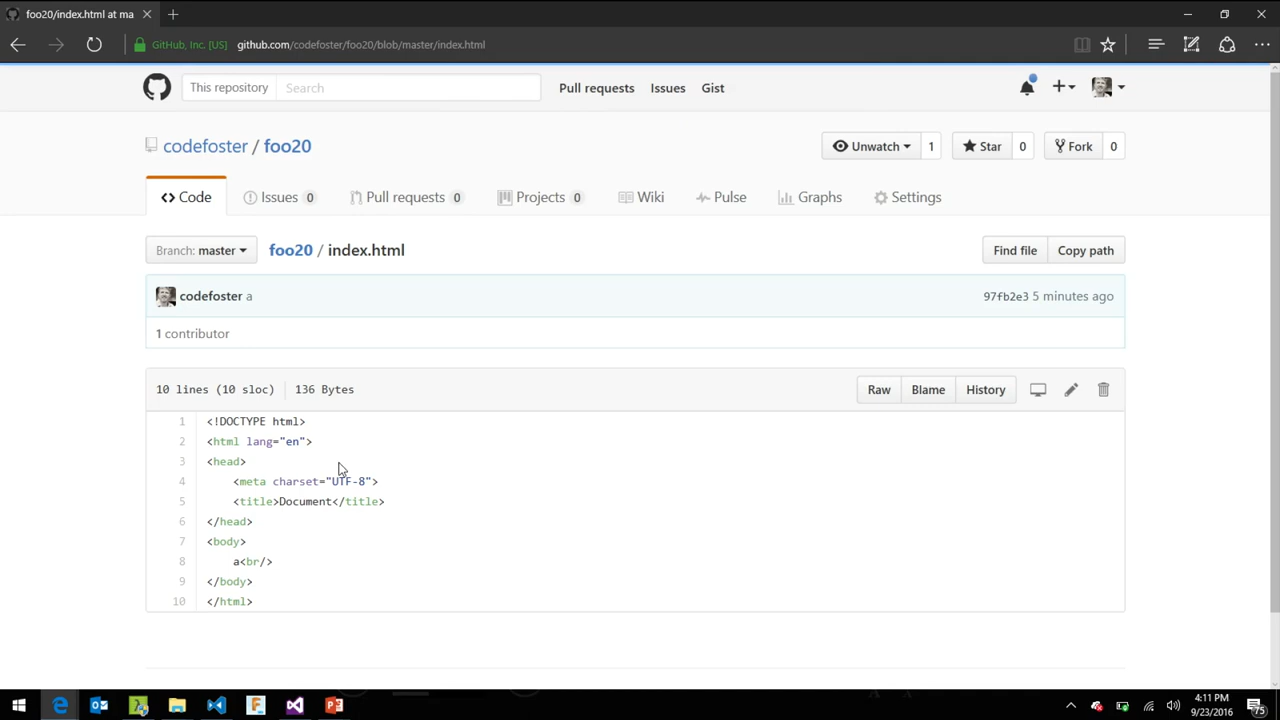 foo20/index.html at ma
GitHub, Inc. [US] github.com/codefoster/foo20/blob/master/index.html
This repository Search Pull requests Issues Gist
codefoster / foo20 Unwatch 1 Star 0 Fork 0
Code Issues 0 Pull requests 0 Projects 0 Wiki Pulse Graphs Settings
Branch: master foo20 / index.html Find file Copy path
codefoster a 97fb2e3 5 minutes ago
1 contributor
10 lines (10 sloc) 136 Bytes Raw Blame History
1 <!DOCTYPE html>
2 <html lang="en">
3 <head>
4 <meta charset="UTF-8">
5 <title>Document</title>
6 </head>
7 <body>
8 a<br/>
9 </body>
10 </html>
4:11 PM
9/23/2016
75